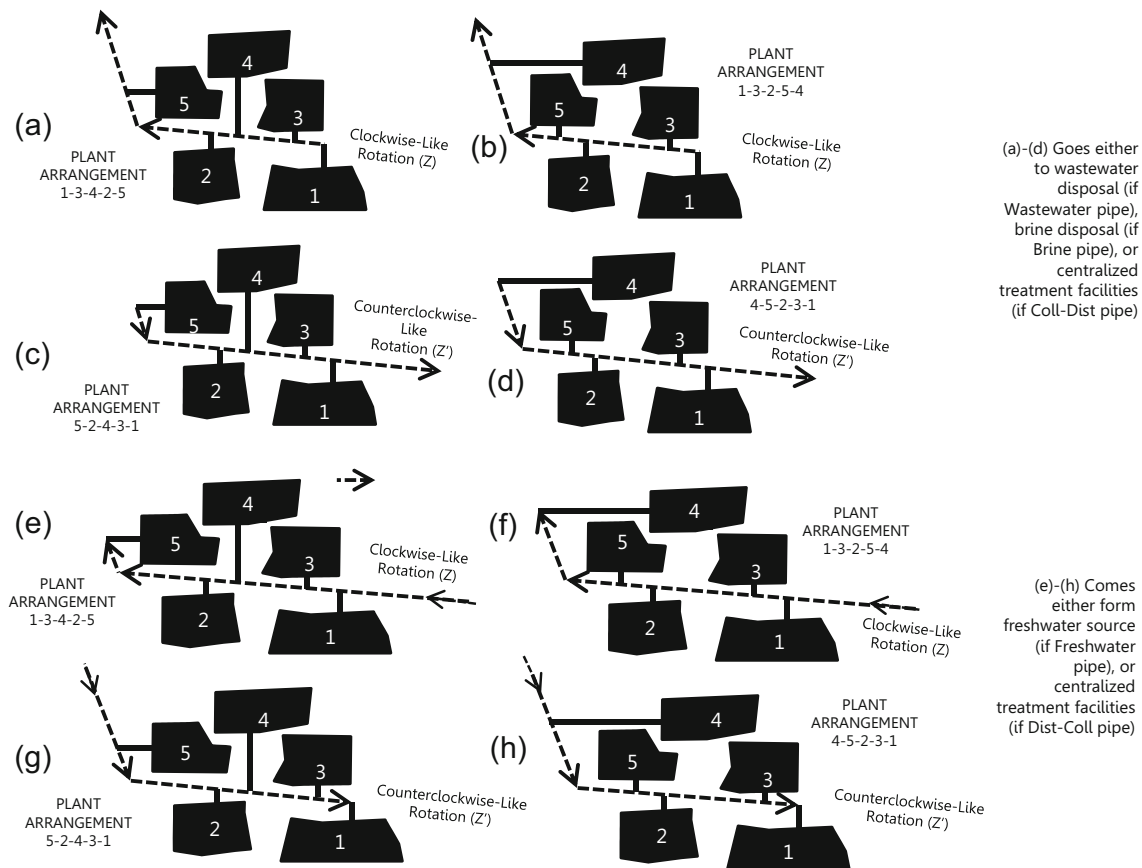 4
5
3
(a)
Clockwise-Like
Rotation (Z)
PLANT
ARRANGEMENT
1-3-4-2-5
2
1
4
PLANT
ARRANGEMENT
1-3-2-5-4
5
3
(b)
Clockwise-Like
Rotation (Z)
2
1
(a)-(d) Goes either
to wastewater
disposal (if
Wastewater pipe),
brine disposal (if
Brine pipe), or
centralized
treatment facilities
(if Coll-Dist pipe)
4
5
3
Counterclockwise-
Like
Rotation (Z')
(c)
2
PLANT
ARRANGEMENT
5-2-4-3-1
1
4
PLANT
ARRANGEMENT
4-5-2-3-1
5
3
Counterclockwise-Like
Rotation (Z')
(d)
2
1
(e)
4
5
3
Clockwise-Like
Rotation (Z)
PLANT
ARRANGEMENT
1-3-4-2-5
2
1
(f)
4
PLANT
ARRANGEMENT
1-3-2-5-4
5
3
2
1
Clockwise-Like
Rotation (Z)
(e)-(h) Comes
either form
freshwater source
(if Freshwater
pipe), or
centralized
treatment facilities
(if Dist-Coll pipe)
4
5
3
(g)
PLANT
ARRANGEMENT
5-2-4-3-1
2
1
Counterclockwise-Like
Rotation (Z')
4
PLANT
ARRANGEMENT
4-5-2-3-1
(h)
5
3
2
1
Counterclockwise-Like
Rotation (Z')